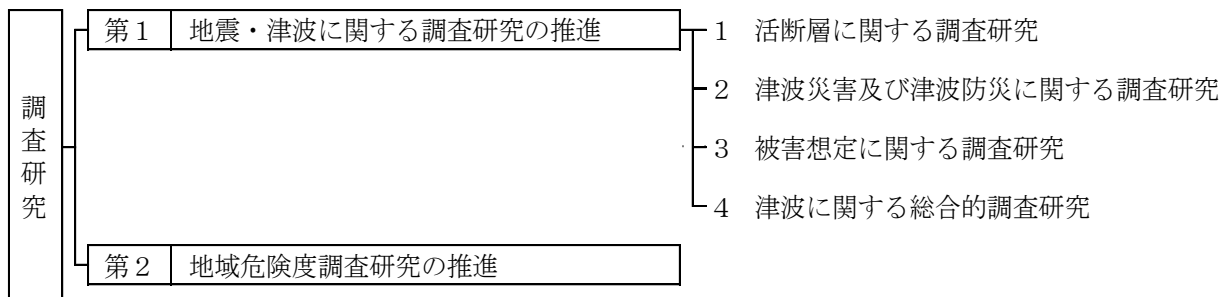 調査研究
第１ 地震・津波に関する調査研究の推進
１ 活断層に関する調査研究
２ 津波災害及び津波防災に関する調査研究
３ 被害想定に関する調査研究
４ 津波に関する総合的調査研究
第２ 地域危険度調査研究の推進